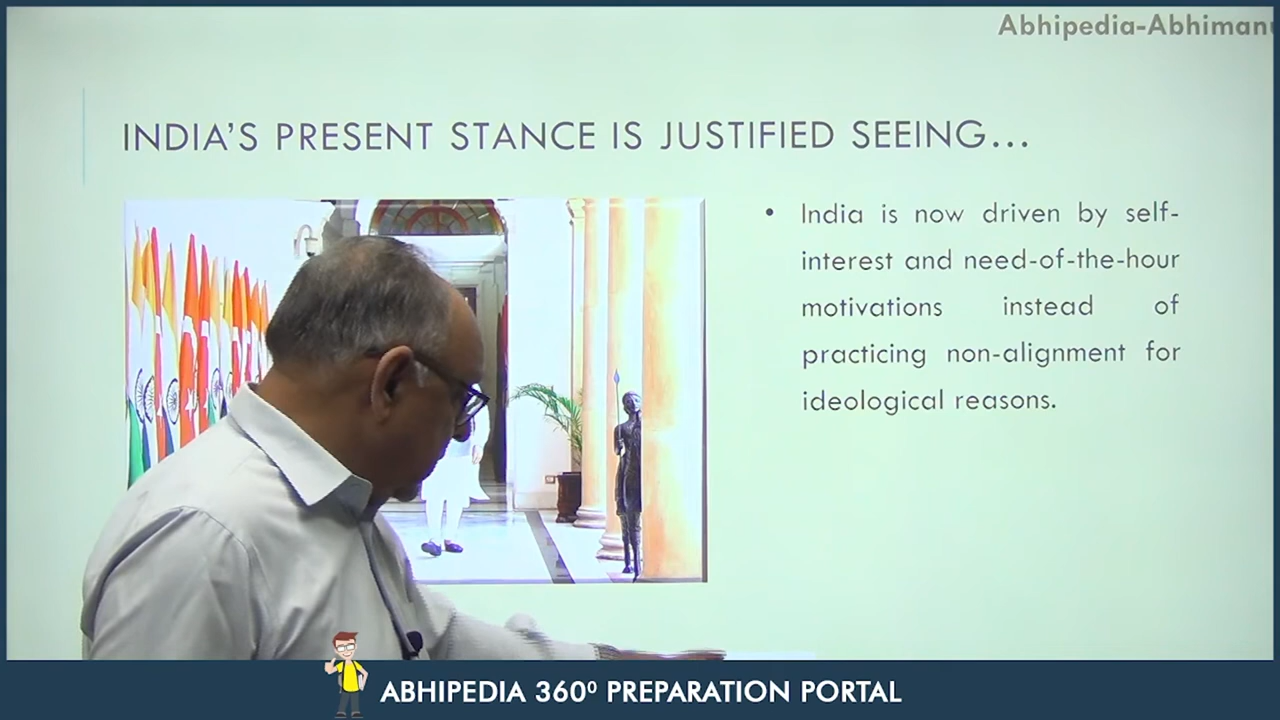 Abhipedia-Abhimanu
INDIA'S PRESENT STANCE IS JUSTIFIED SEEING...
• India is now driven by self-
interest and need-of-the-hour
motivations instead of
practicing non-alignment for
ideological reasons.
ABHIPEDIA 360⁰ PREPARATION PORTAL